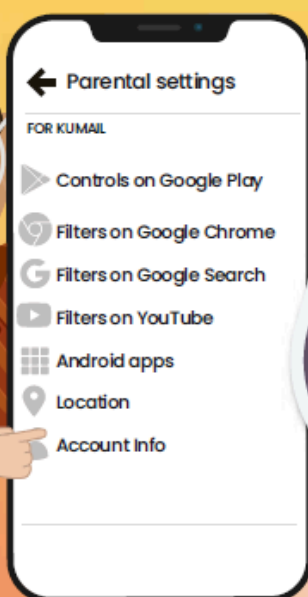 Parental settings
FOR KUMAIL
Controls on Google Play
Filters on Google Chrome
Filters on Google Search
Filters on YouTube
Android apps
Location
Account Info